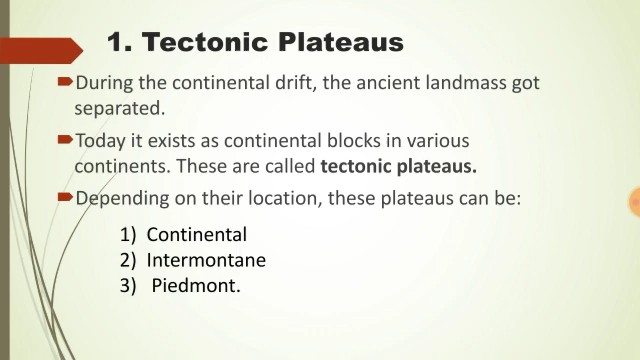 1. Tectonic Plateaus
During the continental drift, the ancient landmass got
separated.
Today it exists as continental blocks in various
continents. These are called tectonic plateaus.
Depending on their location, these plateaus can be:
1) Continental
2) Intermontane
3) Piedmont.